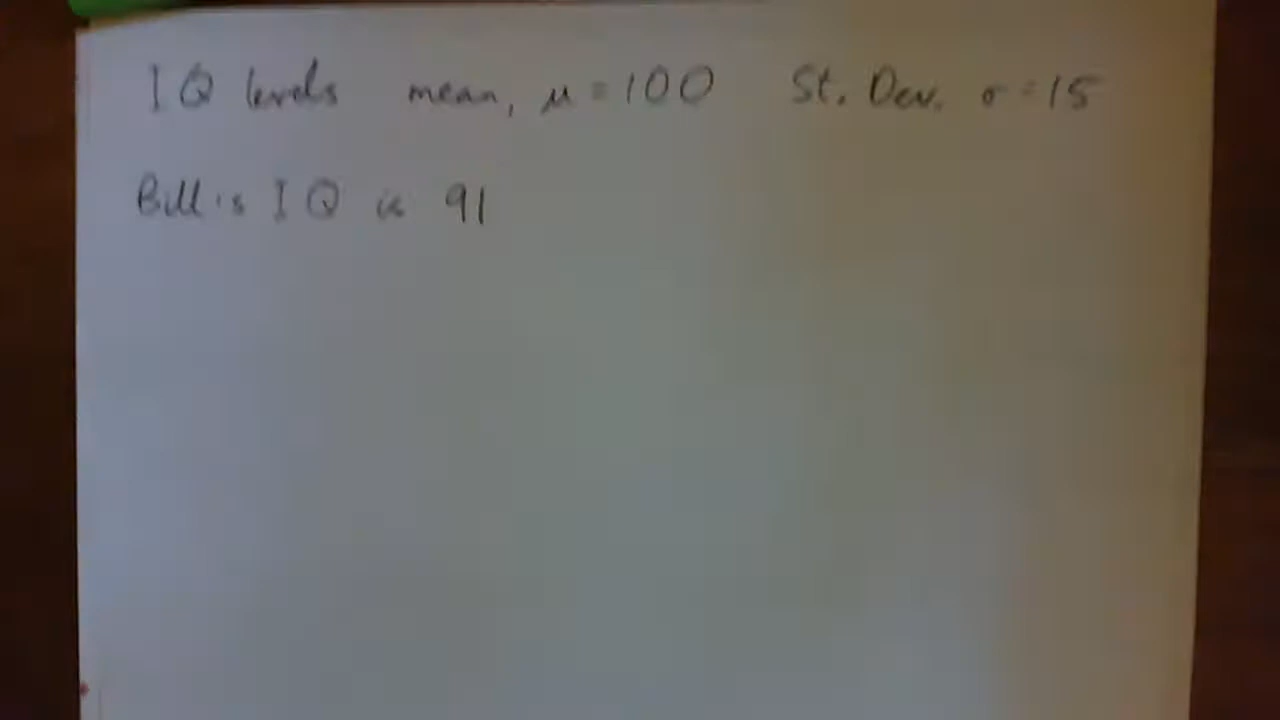 IQ levels mean, μ = 100 St. Dev. σ = 15
Bill's IQ is 91